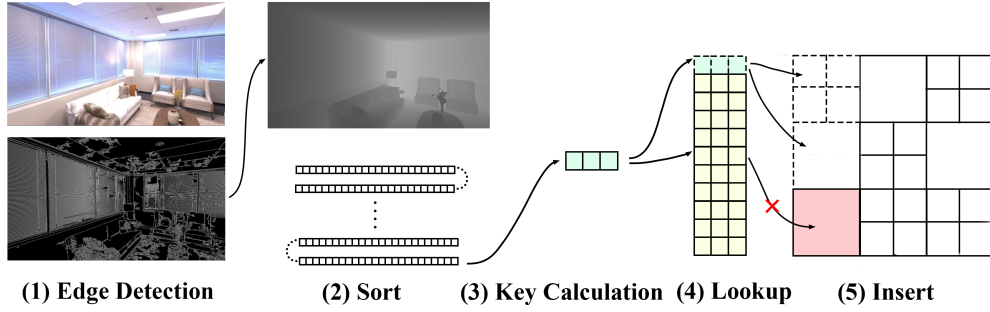 (1) Edge Detection
(2) Sort
(3) Key Calculation
(4) Lookup
(5) Insert